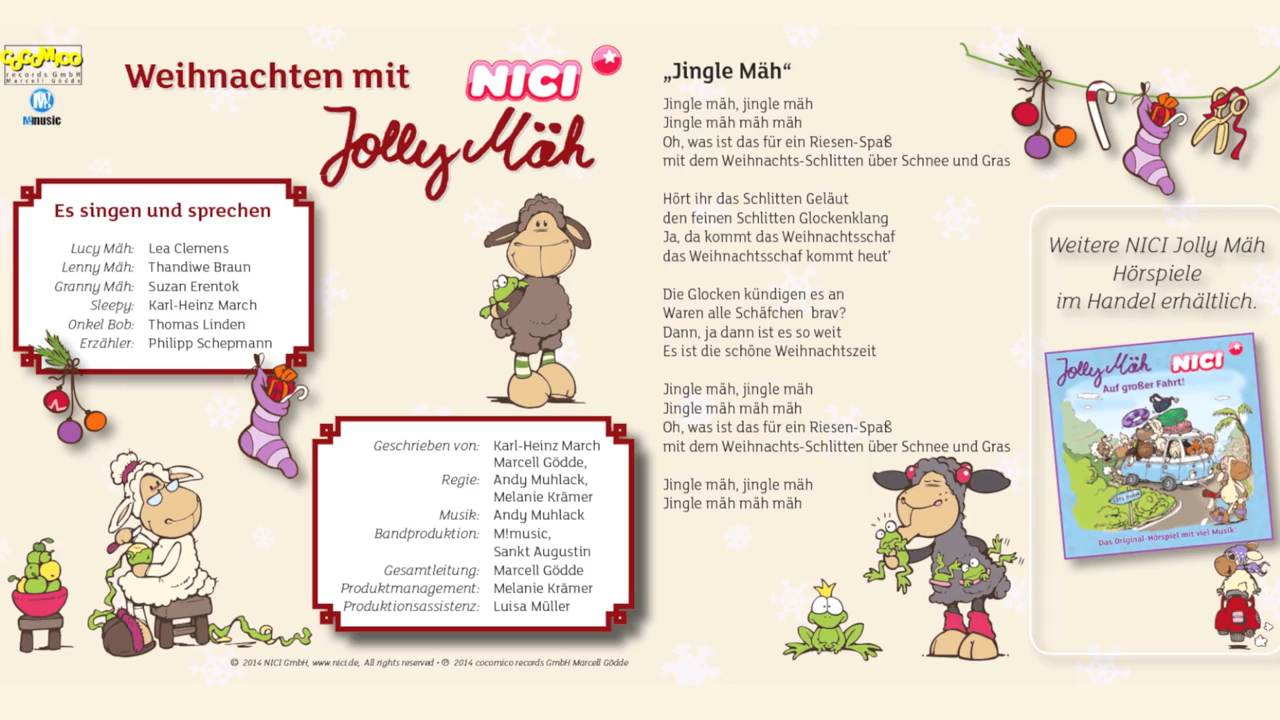 COCOMICO
records GmbH
Marcell Gödde
M!
M!music
Weihnachten mit
NICI
Jolly Mäh
Es singen und sprechen
Lucy Mäh: Lea Clemens
Lenny Mäh: Thandiwe Braun
Granny Mäh: Suzan Erentok
Sleepy: Karl-Heinz March
Onkel Bob: Thomas Linden
Erzähler: Philipp Schepmann
Geschrieben von: Karl-Heinz March
Marcell Gödde,
Regie: Andy Muhlack,
Melanie Krämer
Musik: Andy Muhlack
Bandproduktion: M!music,
Sankt Augustin
Gesamtleitung: Marcell Gödde
Produktmanagement: Melanie Krämer
Produktionsassistenz: Luisa Müller
© 2014 NICI GmbH, www.nici.de, All rights reserved • ℗ 2014 cocomico records GmbH Marcell Gödde
„Jingle Mäh“
Jingle mäh, jingle mäh
Jingle mäh mäh mäh
Oh, was ist das für ein Riesen-Spaß
mit dem Weihnachts-Schlitten über Schnee und Gras
Hört ihr das Schlitten Geläut
den feinen Schlitten Glockenklang
Ja, da kommt das Weihnachtsschaf
das Weihnachtsschaf kommt heut’
Die Glocken kündigen es an
Waren alle Schäfchen brav?
Dann, ja dann ist es so weit
Es ist die schöne Weihnachtszeit
Jingle mäh, jingle mäh
Jingle mäh mäh mäh
Oh, was ist das für ein Riesen-Spaß
mit dem Weihnachts-Schlitten über Schnee und Gras
Jingle mäh, jingle mäh
Jingle mäh mäh mäh
Weitere NICI Jolly Mäh
Hörspiele
im Handel erhältlich.
Jolly Mäh NICI
Auf großer Fahrt!
Das Original-Hörspiel mit viel Musik!